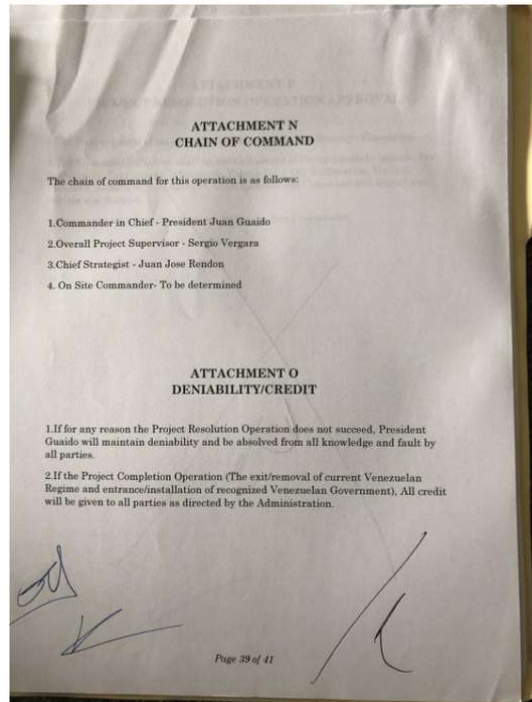 ATTACHMENT N
CHAIN OF COMMAND
The chain of command for this operation is as follows:
1.Commander in Chief - President Juan Guaido
2.Overall Project Supervisor - Sergio Vergara
3.Chief Strategist - Juan Jose Rendon
4. On Site Commander- To be determined
ATTACHMENT O
DENIABILITY/CREDIT
1.If for any reason the Project Resolution Operation does not succeed, President
Guaido will maintain deniability and be absolved from all knowledge and fault by
all parties.
2.If the Project Completion Operation (The exit/removal of current Venezuelan
Regime and entrance/installation of recognized Venezuelan Government), All credit
will be given to all parties as directed by the Administration.
Page 39 of 41